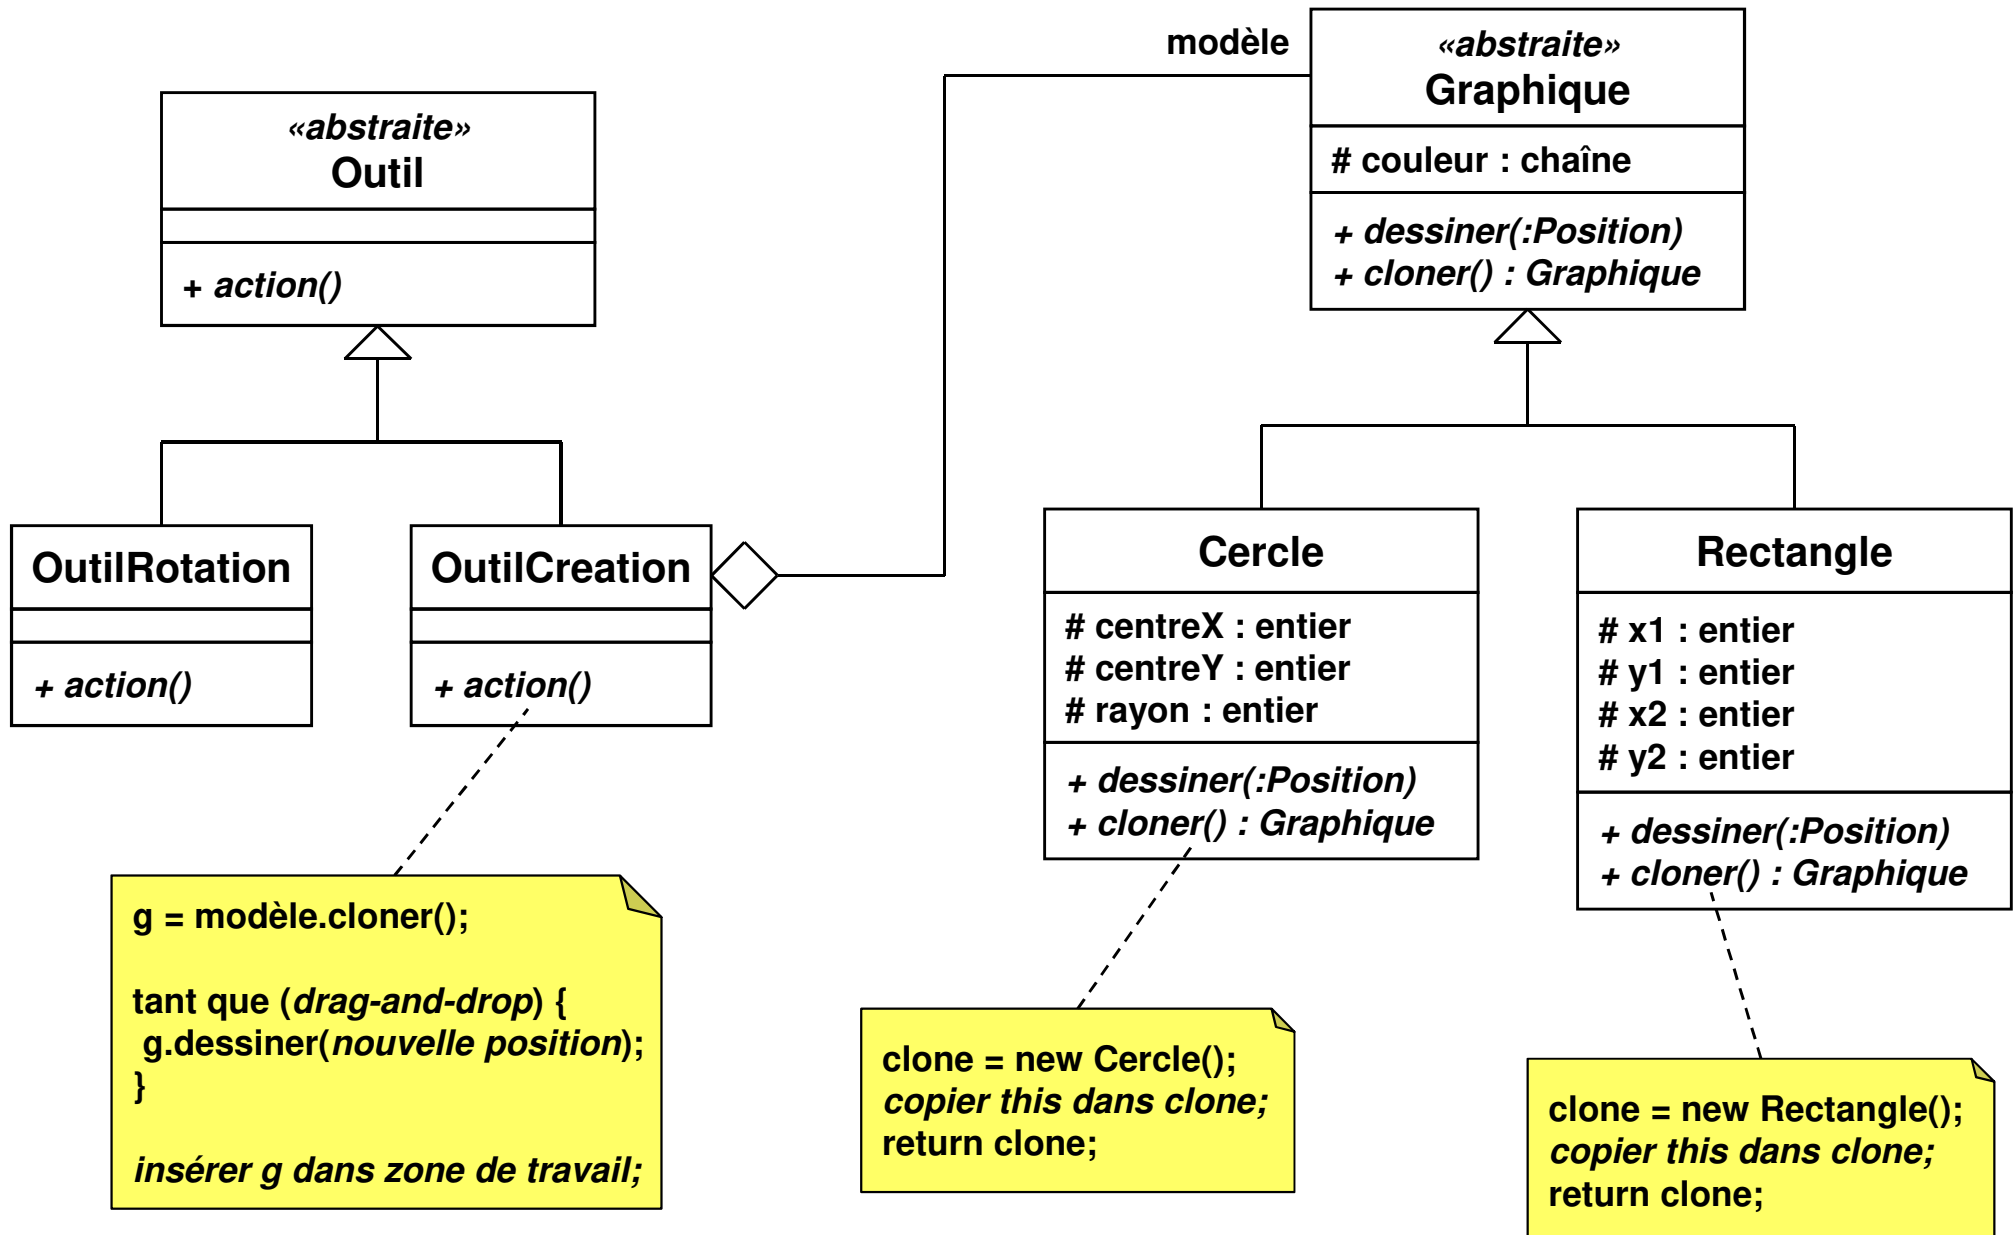 modèle
«abstraite»
Graphique
# couleur : chaîne
+ dessiner(:Position)
+ cloner() : Graphique
«abstraite»
Outil
+ action()
OutilRotation
+ action()
OutilCreation
+ action()
Cercle
# centreX : entier
# centreY : entier
# rayon : entier
+ dessiner(:Position)
+ cloner() : Graphique
Rectangle
# x1 : entier
# y1 : entier
# x2 : entier
# y2 : entier
+ dessiner(:Position)
+ cloner() : Graphique
g = modèle.cloner();
tant que (drag-and-drop) {
g.dessiner(nouvelle position);
}
insérer g dans zone de travail;
clone = new Cercle();
copier this dans clone;
return clone;
clone = new Rectangle();
copier this dans clone;
return clone;